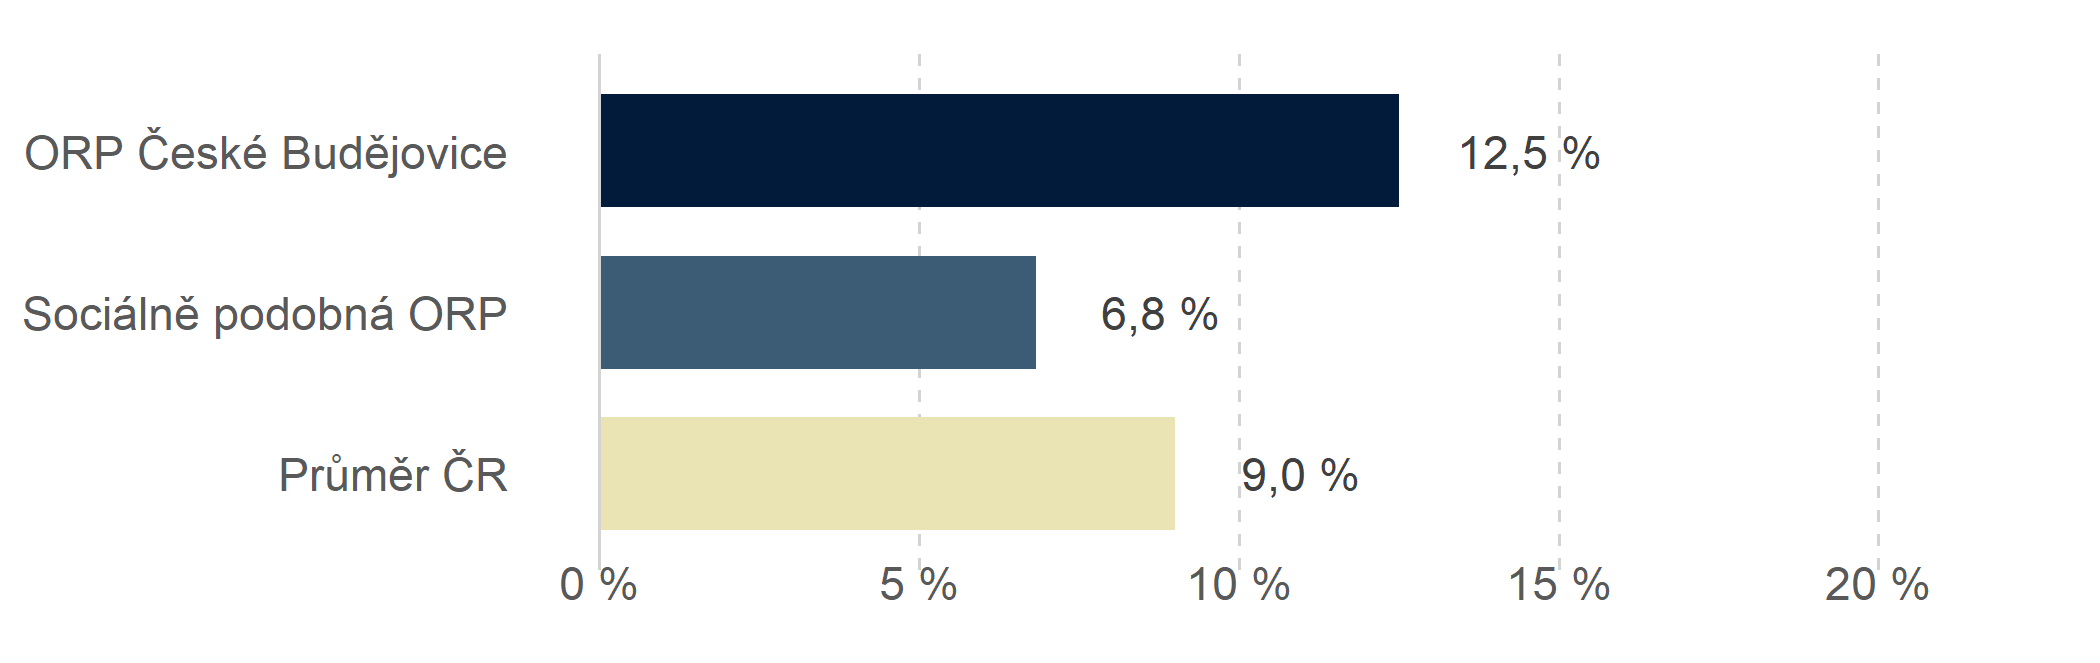 ORP České Budějovice
12,5 %
Sociálně podobná ORP
6,8 %
Průměr ČR
9,0 %
0 %
5 %
10 %
15 %
20 %